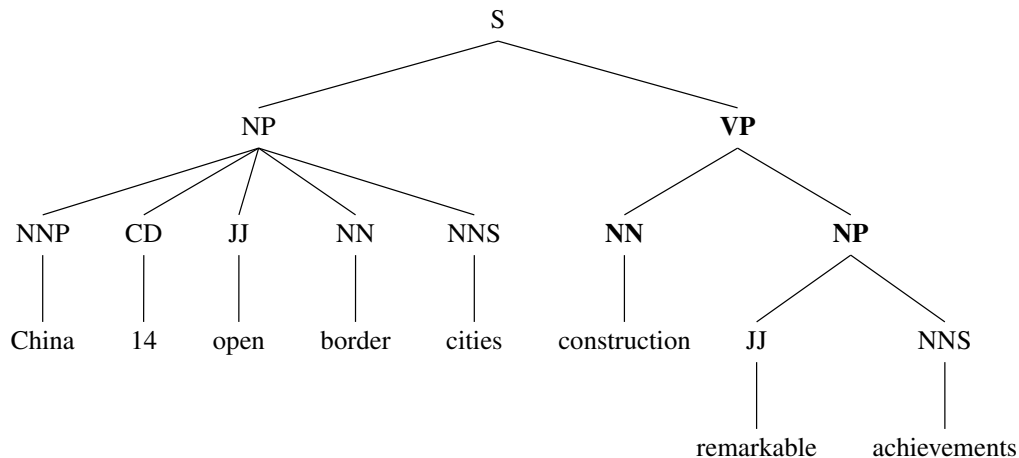 S
NP VP
NNP CD JJ NN NNS NN NP
China 14 open border cities construction JJ NNS
remarkable achievements